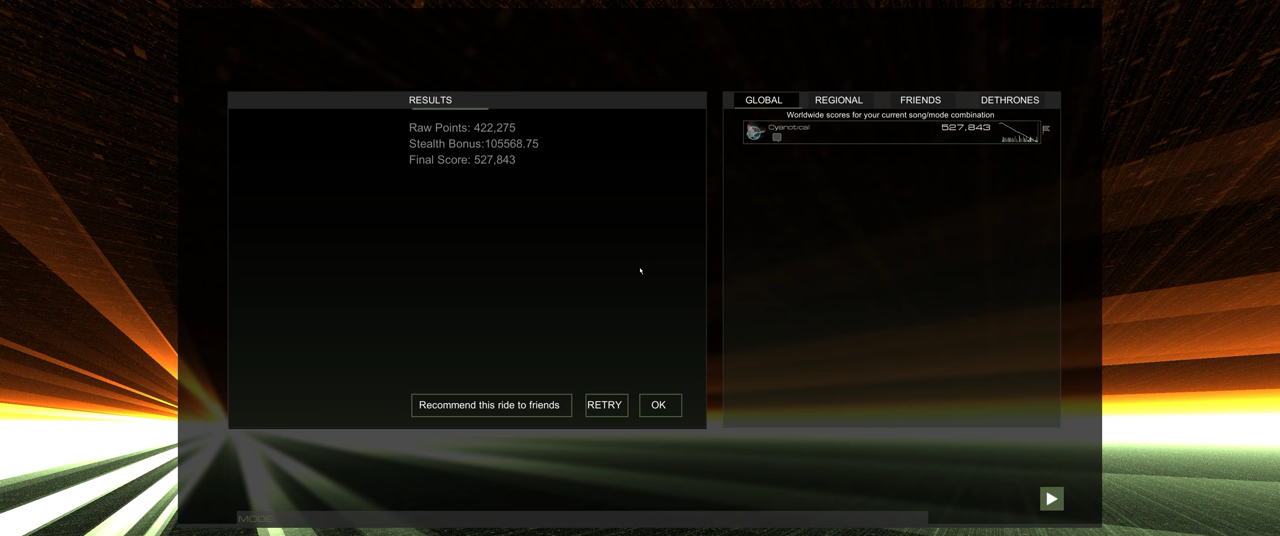 RESULTS
Raw Points: 422,275
Stealth Bonus:105568.75
Final Score: 527,843
Recommend this ride to friends
RETRY
OK
GLOBAL
REGIONAL
FRIENDS
DETHRONES
Worldwide scores for your current song/mode combination
Cyanotical
527,843
MODE